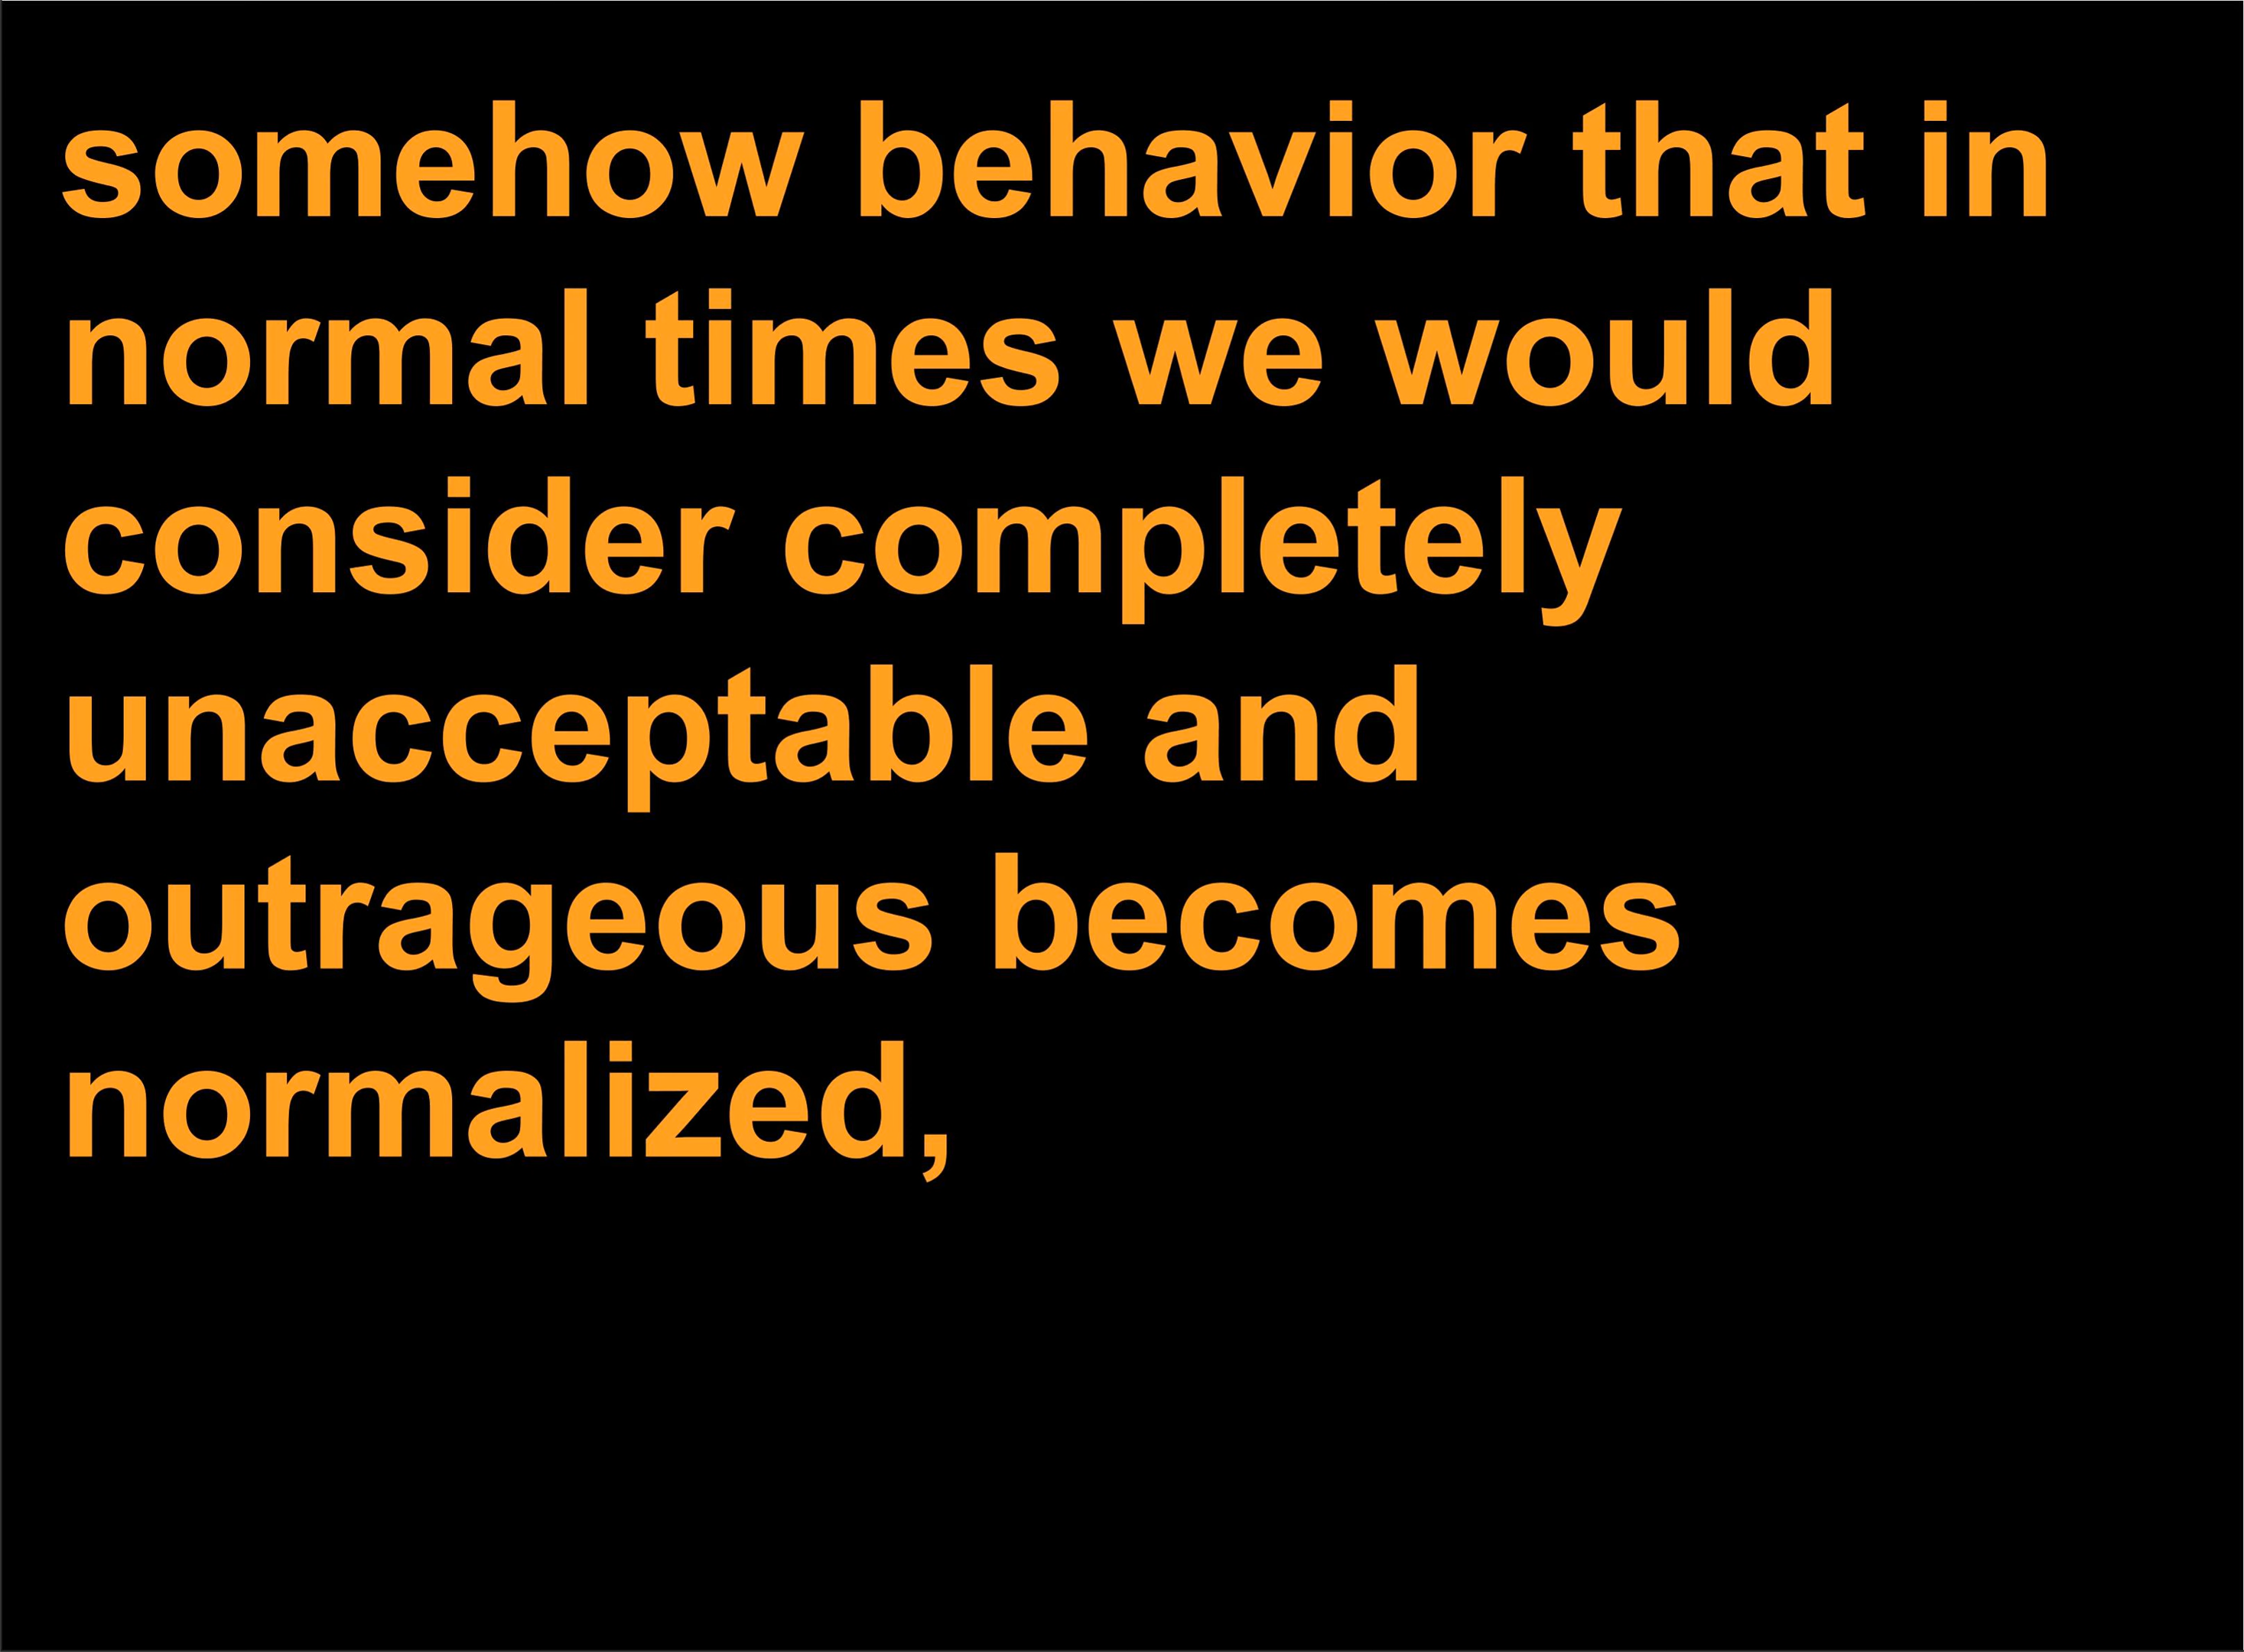 somehow behavior that in
normal times we would
consider completely
unacceptable and
outrageous becomes
normalized,